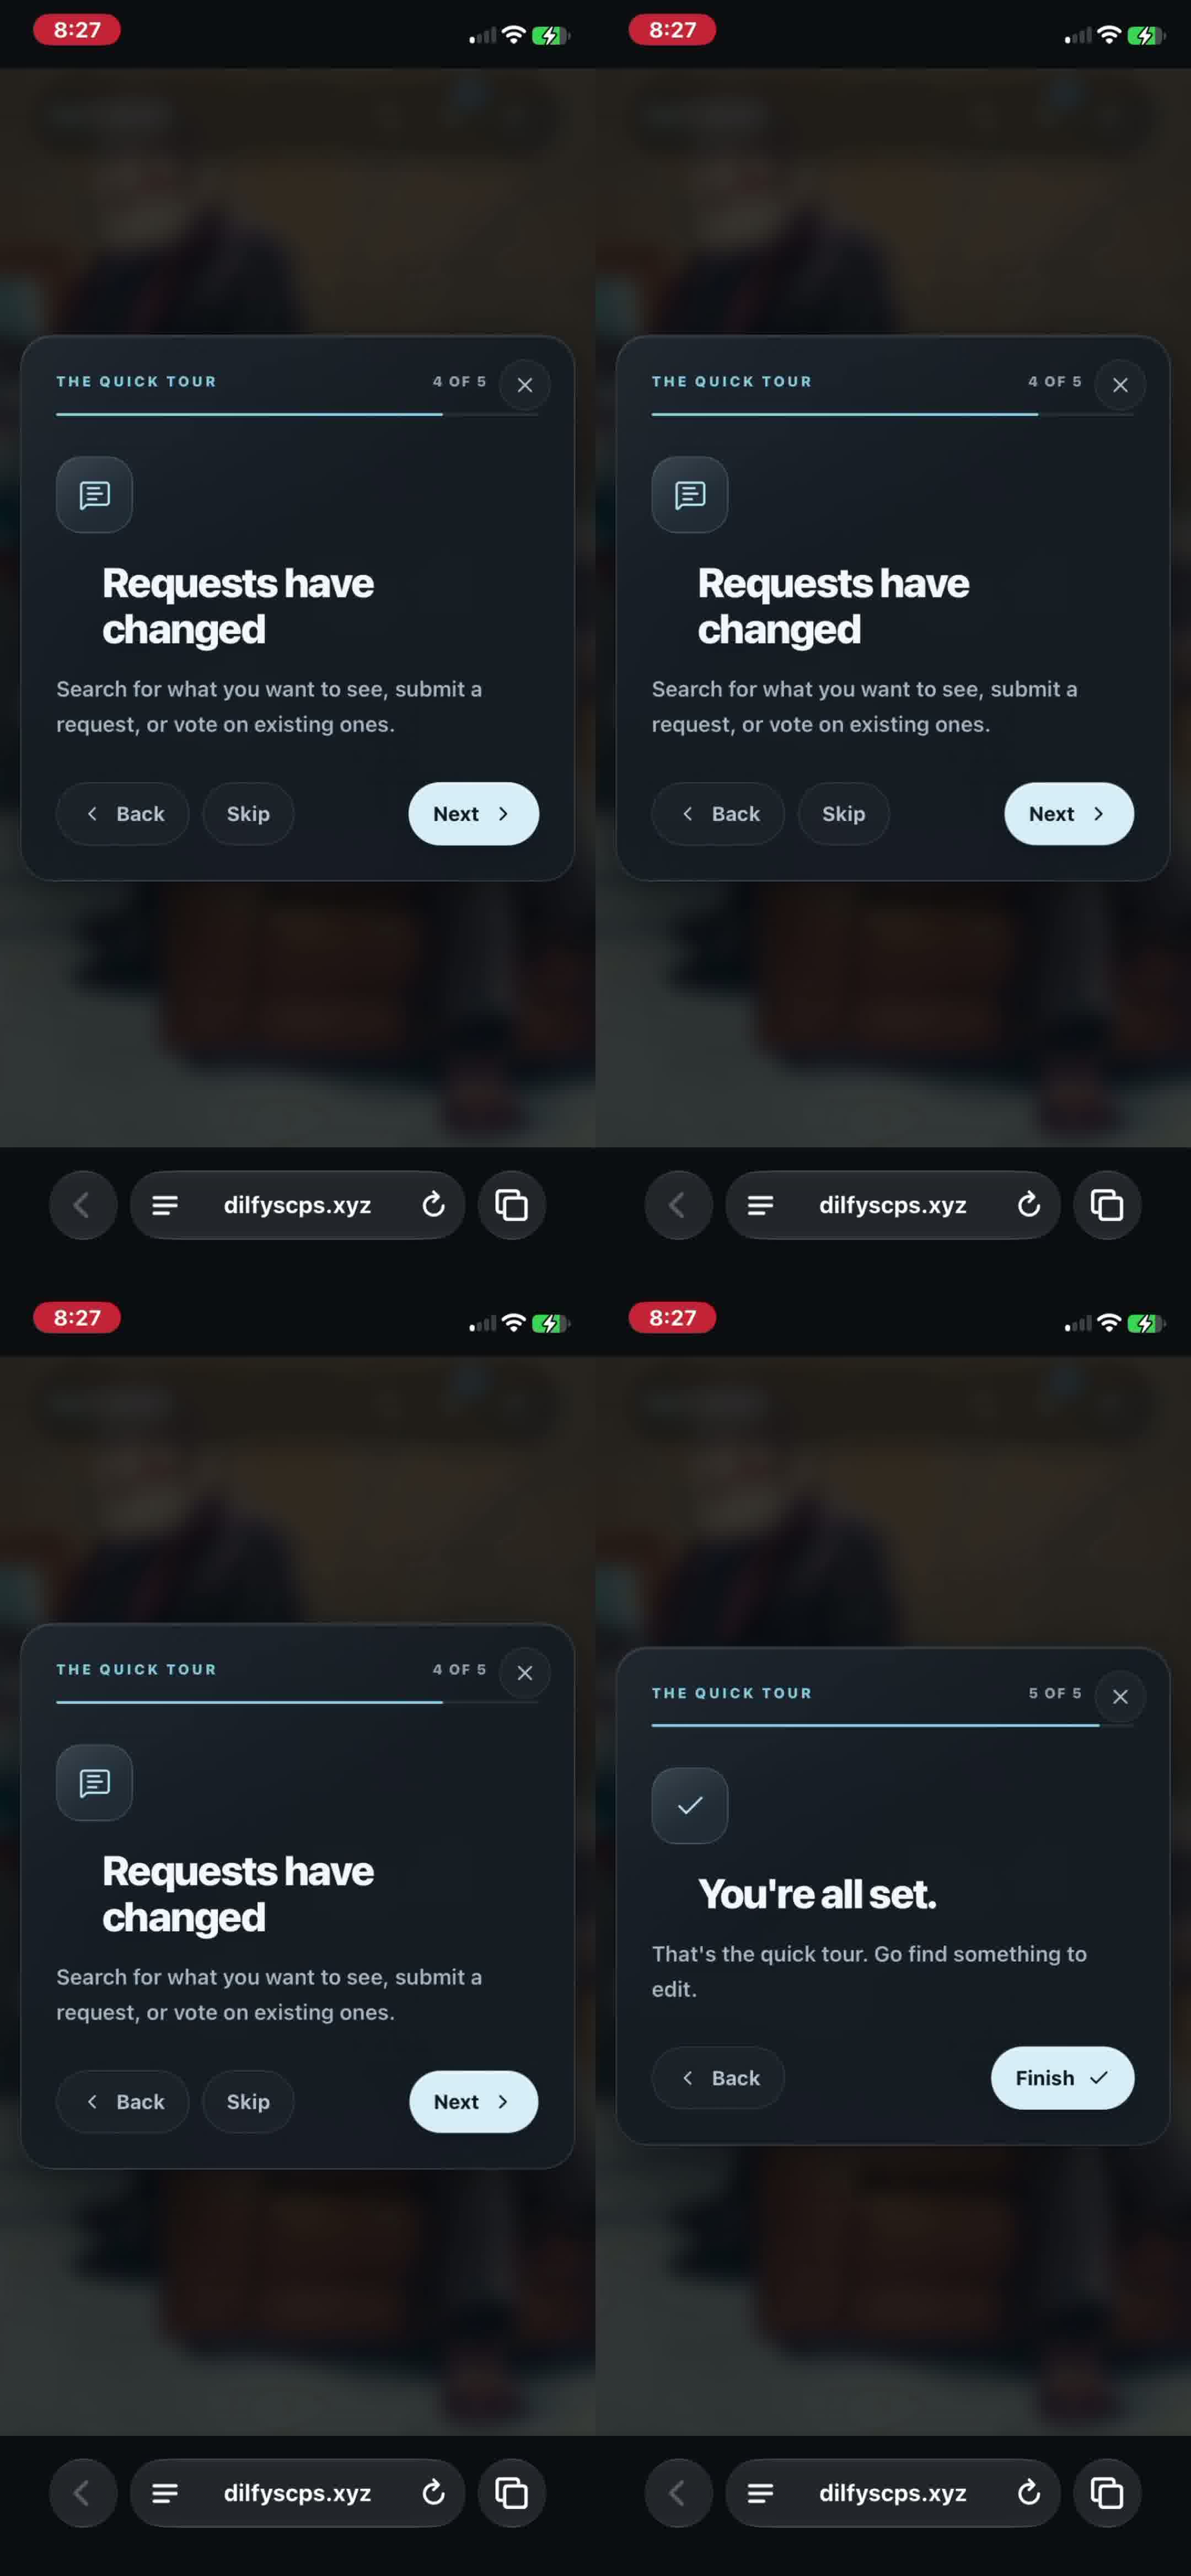 8:27
THE QUICK TOUR 4 OF 5
Requests have
changed
Search for what you want to see, submit a
request, or vote on existing ones.
Back Skip Next
dilfyscps.xyz
8:27
THE QUICK TOUR 4 OF 5
Requests have
changed
Search for what you want to see, submit a
request, or vote on existing ones.
Back Skip Next
dilfyscps.xyz
8:27
THE QUICK TOUR 4 OF 5
Requests have
changed
Search for what you want to see, submit a
request, or vote on existing ones.
Back Skip Next
dilfyscps.xyz
8:27
THE QUICK TOUR 5 OF 5
You're all set.
That's the quick tour. Go find something to
edit.
Back Finish
dilfyscps.xyz